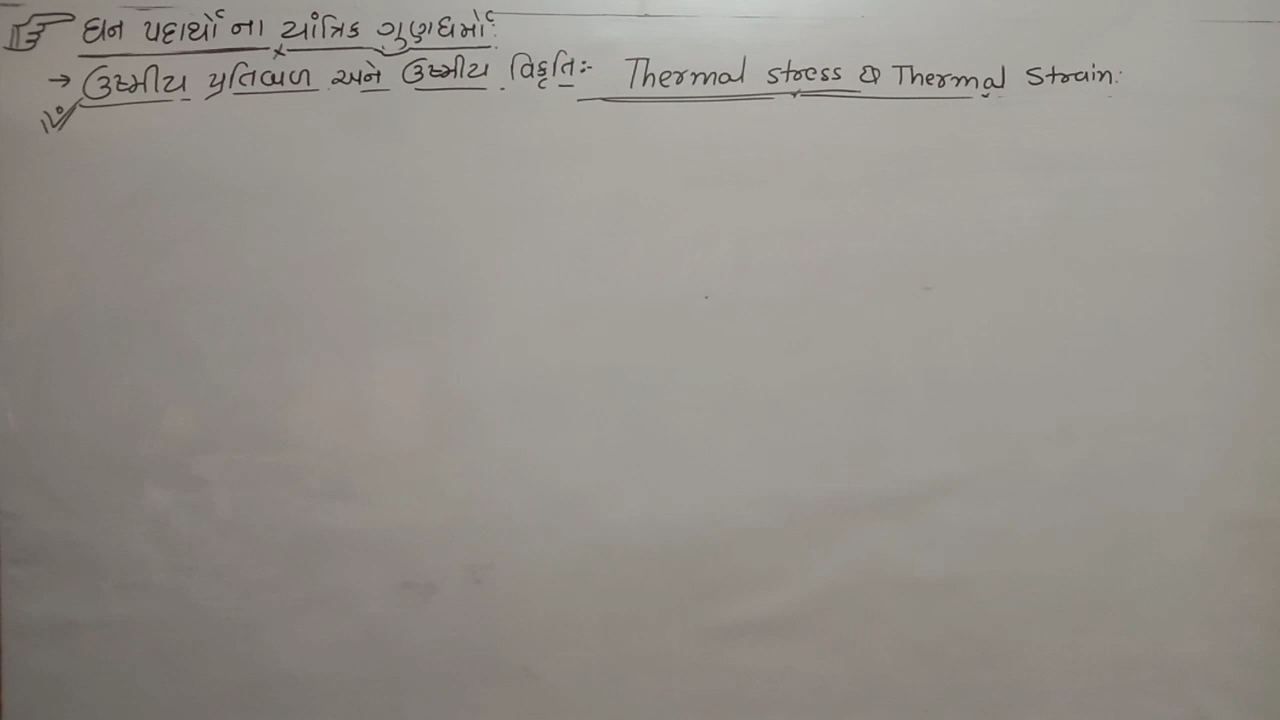 ઘન પદાર્થો ના યાંત્રિક ગુણધર્મો:
→ ઉષ્મીય પ્રતિબળ અને ઉષ્મીય વિકૃતિ:- Thermal stress & Thermal Strain: